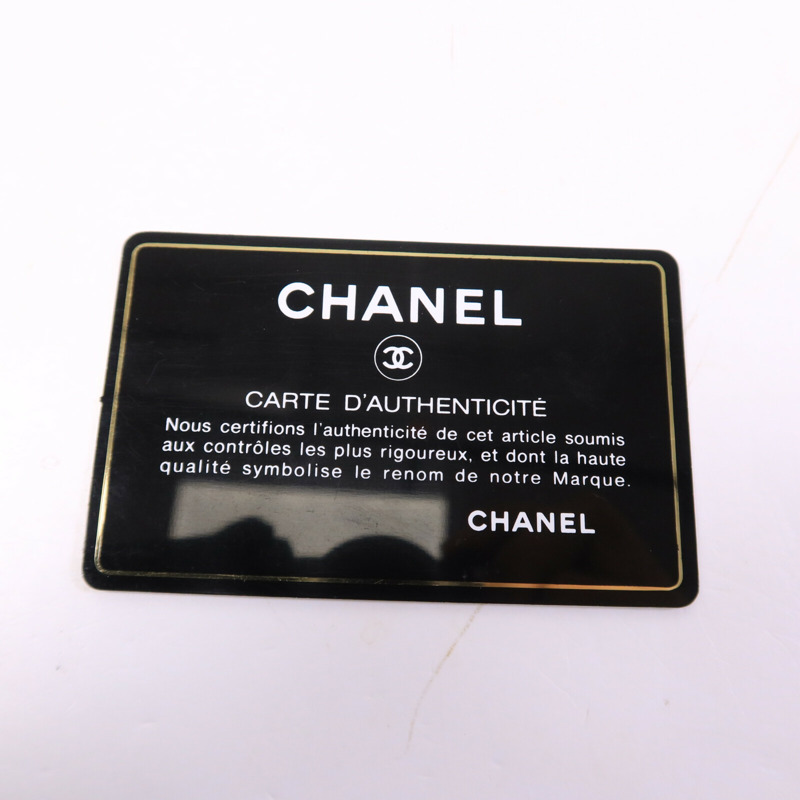 CHANEL
CARTE D'AUTHENTICITÉ
Nous certifions l'authenticité de cet article soumis
aux contrôles les plus rigoureux, et dont la haute
qualité symbolise le renom de notre Marque.
CHANEL